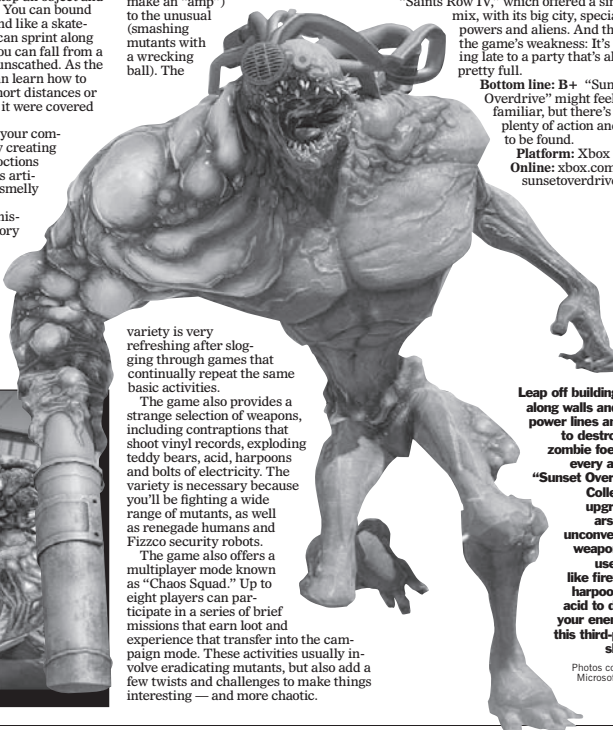 You can bound
nd like a skate-
can sprint along
ou can fall from a
unscathed. As the
n learn how to
hort distances or
it were covered
your com-
y creating
octions
s arti-
smelly
his-
ory
make an "amp")
to the unusual
(smashing
mutants with
a wrecking
ball). The
variety is very
refreshing after slog-
ging through games that
continually repeat the same
basic activities.
The game also provides a
strange selection of weapons,
including contraptions that
shoot vinyl records, exploding
teddy bears, acid, harpoons
and bolts of electricity. The
variety is necessary because
you'll be fighting a wide
range of mutants, as well
as renegade humans and
Fizzco security robots.
The game also offers a
multiplayer mode known
as "Chaos Squad." Up to
eight players can par-
ticipate in a series of brief
missions that earn loot and
experience that transfer into the cam-
paign mode. These activities usually in-
volve eradicating mutants, but also add a
few twists and challenges to make things
interesting — and more chaotic.
"Saints Row IV," which offered a
mix, with its big city, specia
powers and aliens. And th
the game's weakness: It's
ing late to a party that's al
pretty full.
Bottom line: B+ "Sun
Overdrive" might feel
familiar, but there's
plenty of action and
to be found.
Platform: Xbox
Online: xbox.com
sunsetoverdrive
Leap off building
along walls and
power lines an
to destro
zombie foe
every a
"Sunset Over
Colle
upgr
ars
unconve
weapo
use
like fire
harpoo
acid to d
your ener
this third-p
sl
Photos co
Microsof